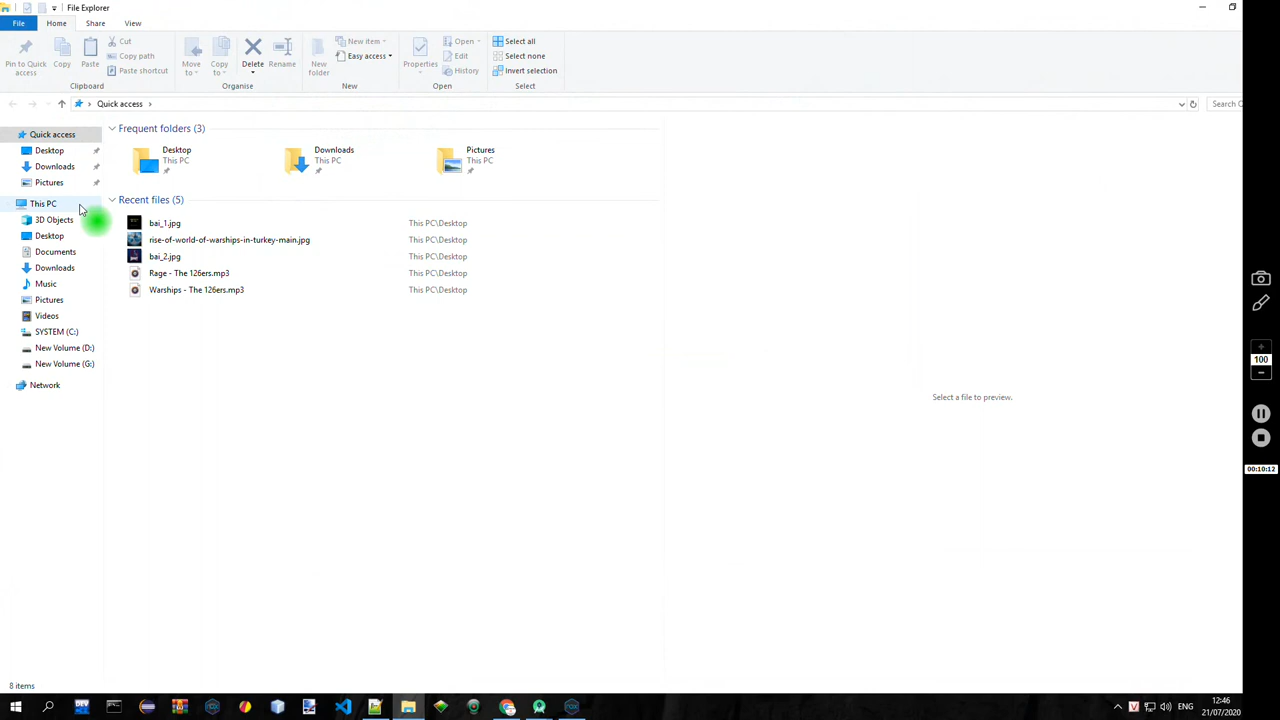 File Explorer
File Home Share View
Pin to Quick access
Copy
Paste
Cut
Copy path
Paste shortcut
Clipboard
Move to
Copy to
Delete
Rename
Organise
New folder
New item
Easy access
New
Properties
Open
Edit
History
Open
Select all
Select none
Invert selection
Select
Quick access
Search
Quick access
Desktop
Downloads
Pictures
This PC
3D Objects
Desktop
Documents
Downloads
Music
Pictures
Videos
SYSTEM (C:)
New Volume (D:)
New Volume (G:)
Network
Frequent folders (3)
Desktop
This PC
Downloads
This PC
Pictures
This PC
Recent files (5)
bai_1.jpg This PC\Desktop
rise-of-world-of-warships-in-turkey-main.jpg This PC\Desktop
bai_2.jpg This PC\Desktop
Rage - The 126ers.mp3 This PC\Desktop
Warships - The 126ers.mp3 This PC\Desktop
Select a file to preview.
100
00:10:12
8 items
DEV
V
ENG
12:46
21/07/2020